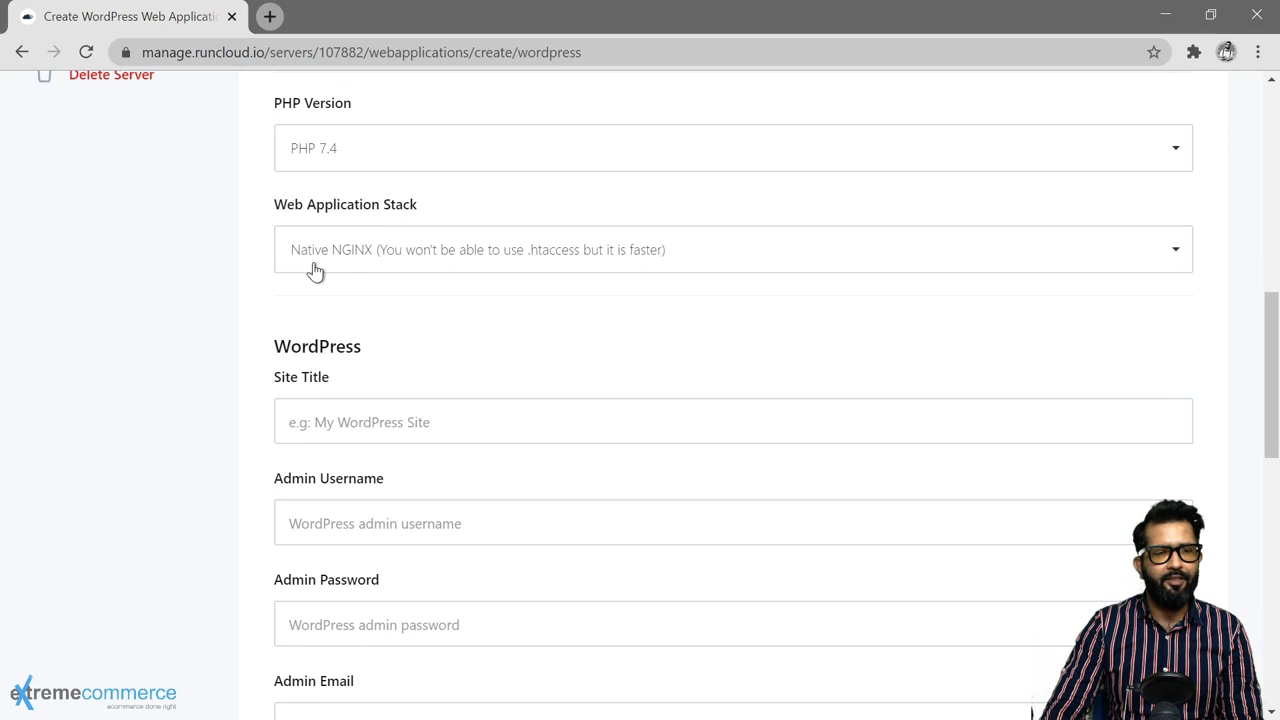 Create WordPress Web Applicatio
manage.runcloud.io/servers/107882/webapplications/create/wordpress
Delete Server
PHP Version
PHP 7.4
Web Application Stack
Native NGINX (You won't be able to use .htaccess but it is faster)
WordPress
Site Title
e.g: My WordPress Site
Admin Username
WordPress admin username
Admin Password
WordPress admin password
Admin Email
extremecommerce
ecommerce done right